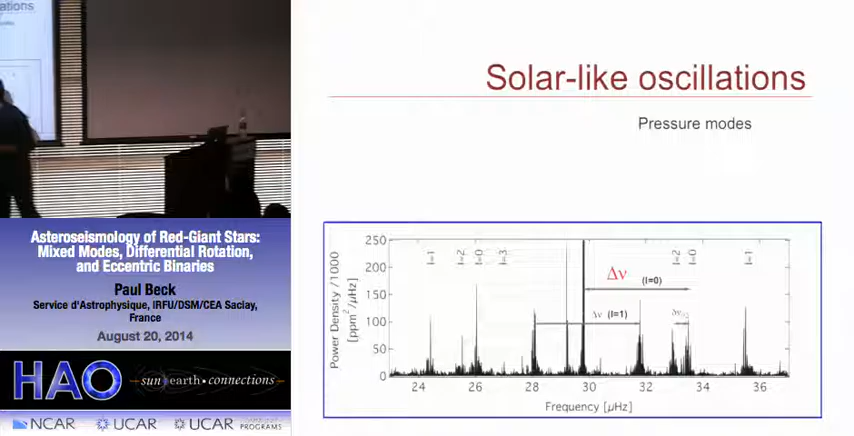 ations
Solar-like oscillations
Pressure modes
Asteroseismology of Red-Giant Stars:
Mixed Modes, Differential Rotation,
and Eccentric Binaries
Paul Beck
Service d'Astrophysique, IRFU/DSM/CEA Saclay,
France
August 20, 2014
HAO
sun earth • connections
NCAR UCAR UCAR COMMUNITY PROGRAMS
Power Density /1000
[ppm²/μHz]
250
200
150
100
50
0
l=1 l=2 l=0 l=3 l=2 l=0 l=1
Δν (l=0)
Δν (l=1) δν₀₂
24 26 28 30 32 34 36
Frequency [μHz]